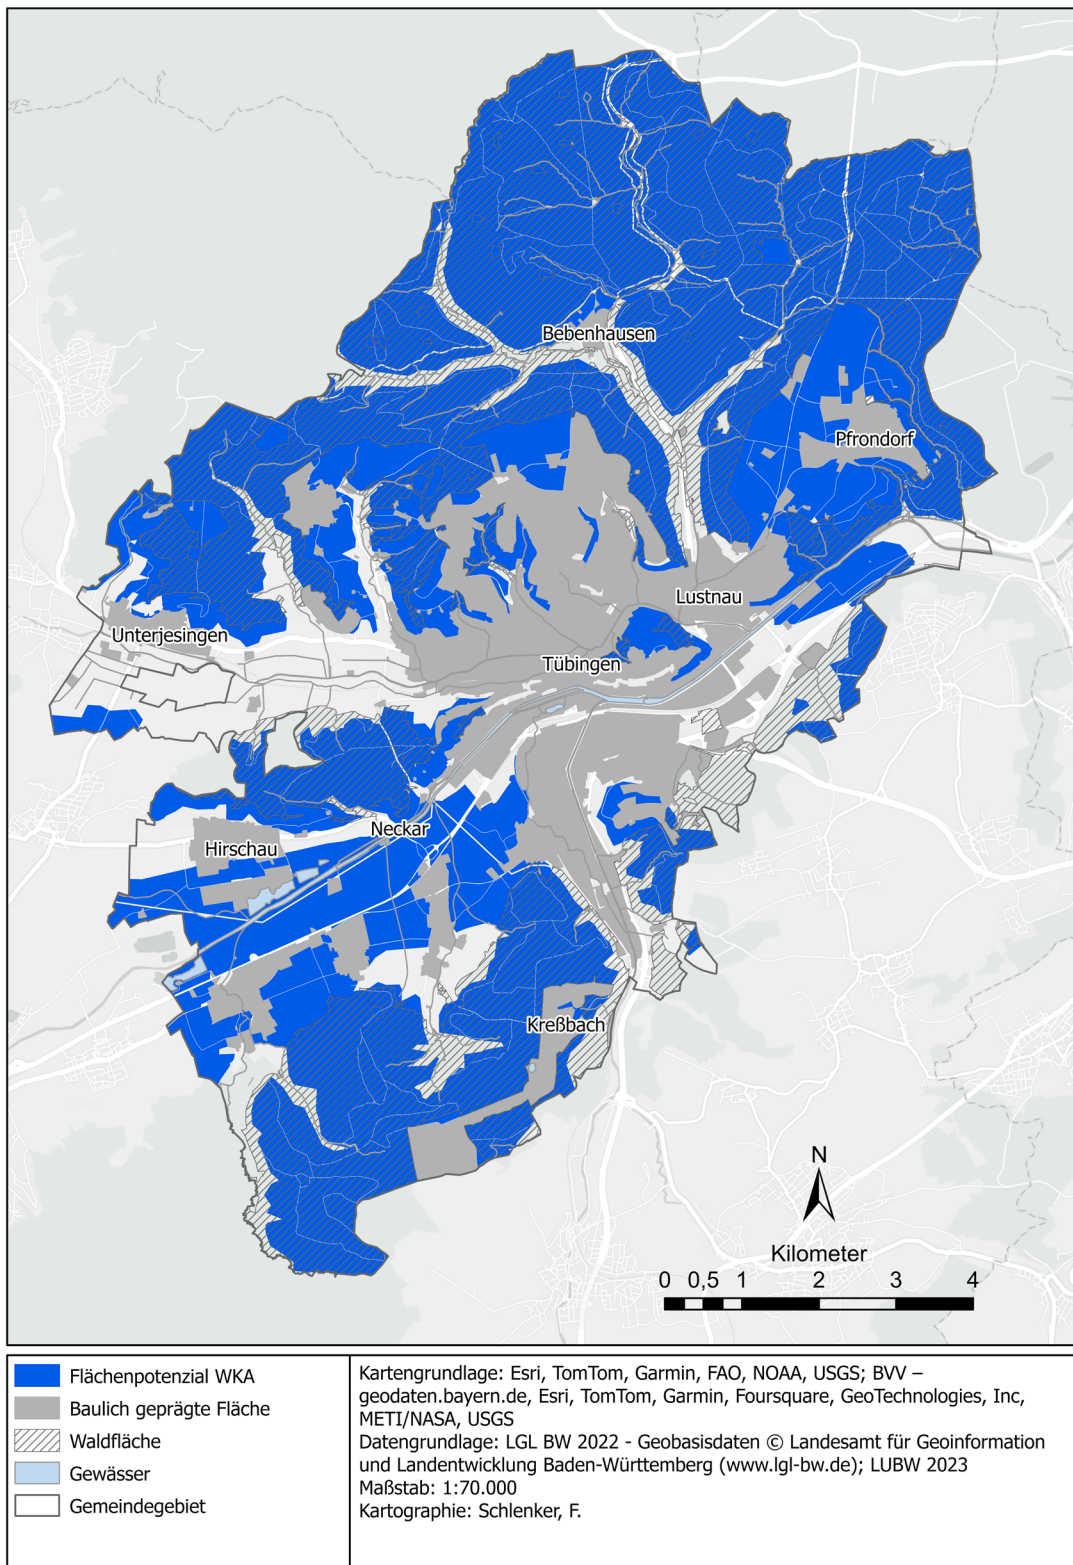 Bebenhausen
Pfrondorf
Lustnau
Unterjesingen
Tübingen
Neckar
Hirschau
Kreßbach
N
Kilometer
0 0,5 1 2 3 4
Flächenpotenzial WKA
Baulich geprägte Fläche
Waldfläche
Gewässer
Gemeindegebiet
Kartengrundlage: Esri, TomTom, Garmin, FAO, NOAA, USGS; BVV –
geodaten.bayern.de, Esri, TomTom, Garmin, Foursquare, GeoTechnologies, Inc,
METI/NASA, USGS
Datengrundlage: LGL BW 2022 - Geobasisdaten © Landesamt für Geoinformation
und Landentwicklung Baden-Württemberg (www.lgl-bw.de); LUBW 2023
Maßstab: 1:70.000
Kartographie: Schlenker, F.